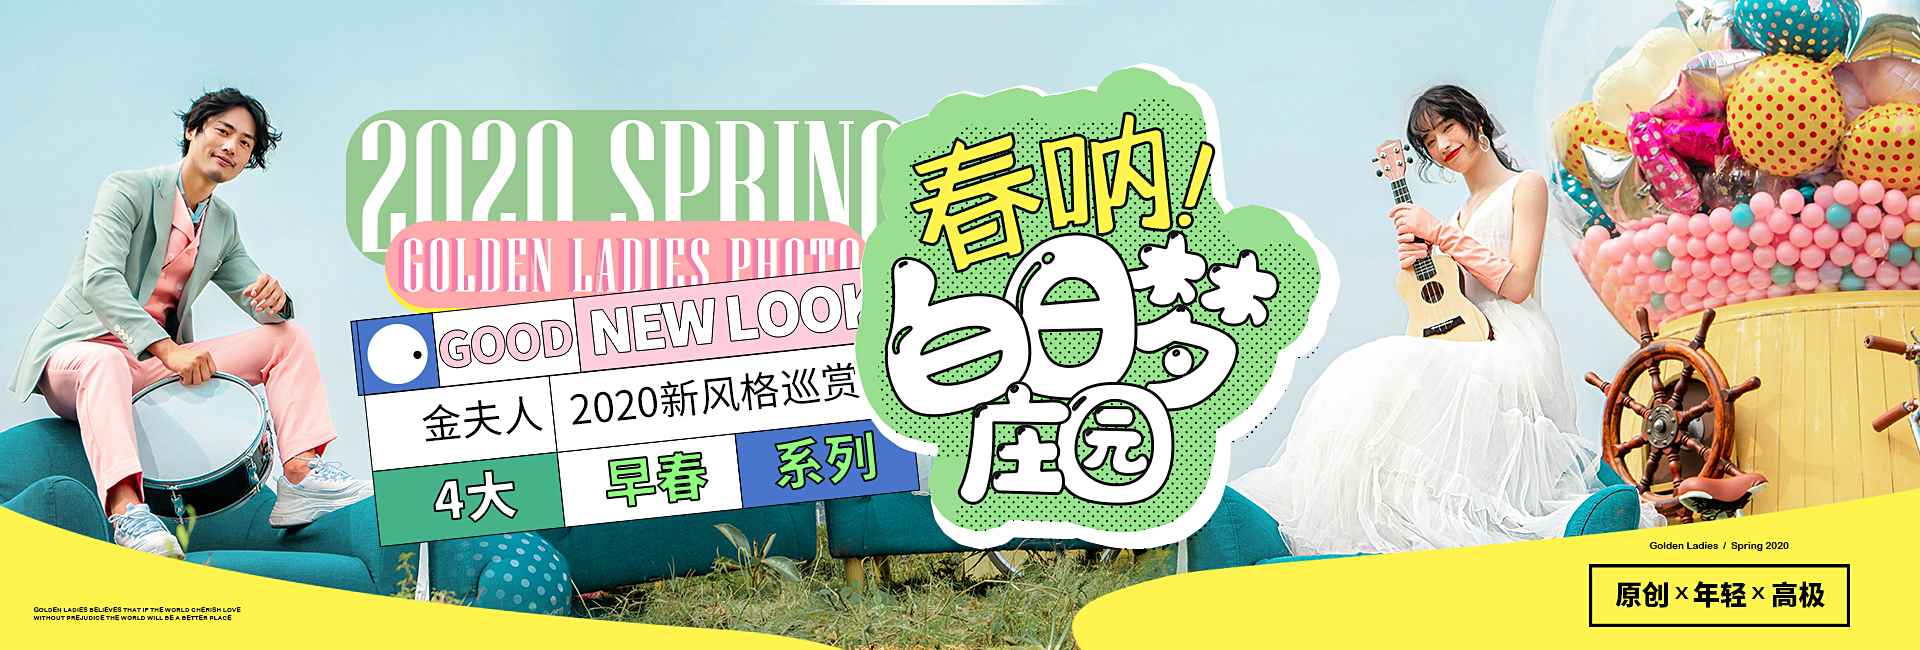 2020 SPRING
GOLDEN LADIES PHOTO
GOOD NEW LOOK
金夫人 2020新风格巡赏
4大 早春 系列
春呐!
白日梦
庄园
Golden Ladies / Spring 2020
原创 x 年轻 x 高极
GOLDEN LADIES BELIEVES THAT IF THE WORLD CHERISH LOVE
WITHOUT PREJUDICE THE WORLD WILL BE A BETTER PLACE